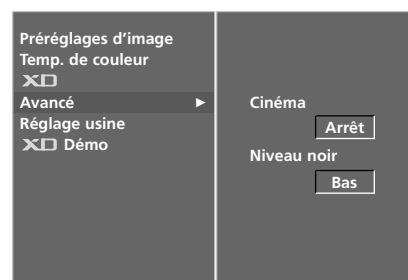 Préréglages d'image
Temp. de couleur
XD
Avancé ►
Réglage usine
XD Démo
Cinéma
Arrêt
Niveau noir
Bas